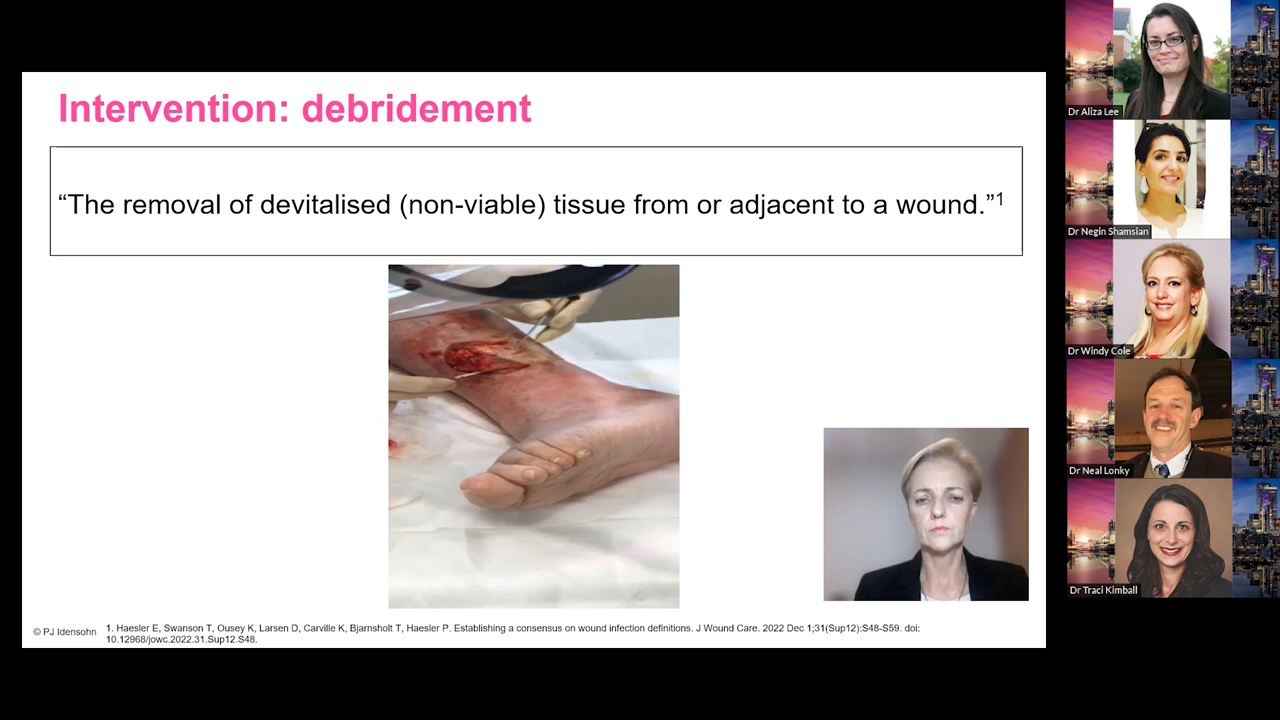 Intervention: debridement
“The removal of devitalised (non-viable) tissue from or adjacent to a wound.”1
© PJ Idensohn
1. Haesler E, Swanson T, Ousey K, Larsen D, Carville K, Bjarnsholt T, Haesler P. Establishing a consensus on wound infection definitions. J Wound Care. 2022 Dec 1;31(Sup12):S48-S59. doi:
10.12968/jowc.2022.31.Sup12.S48.
Dr Aliza Lee
Dr Negin Shamsian
Dr Windy Cole
Dr Neal Lonky
Dr Traci Kimball